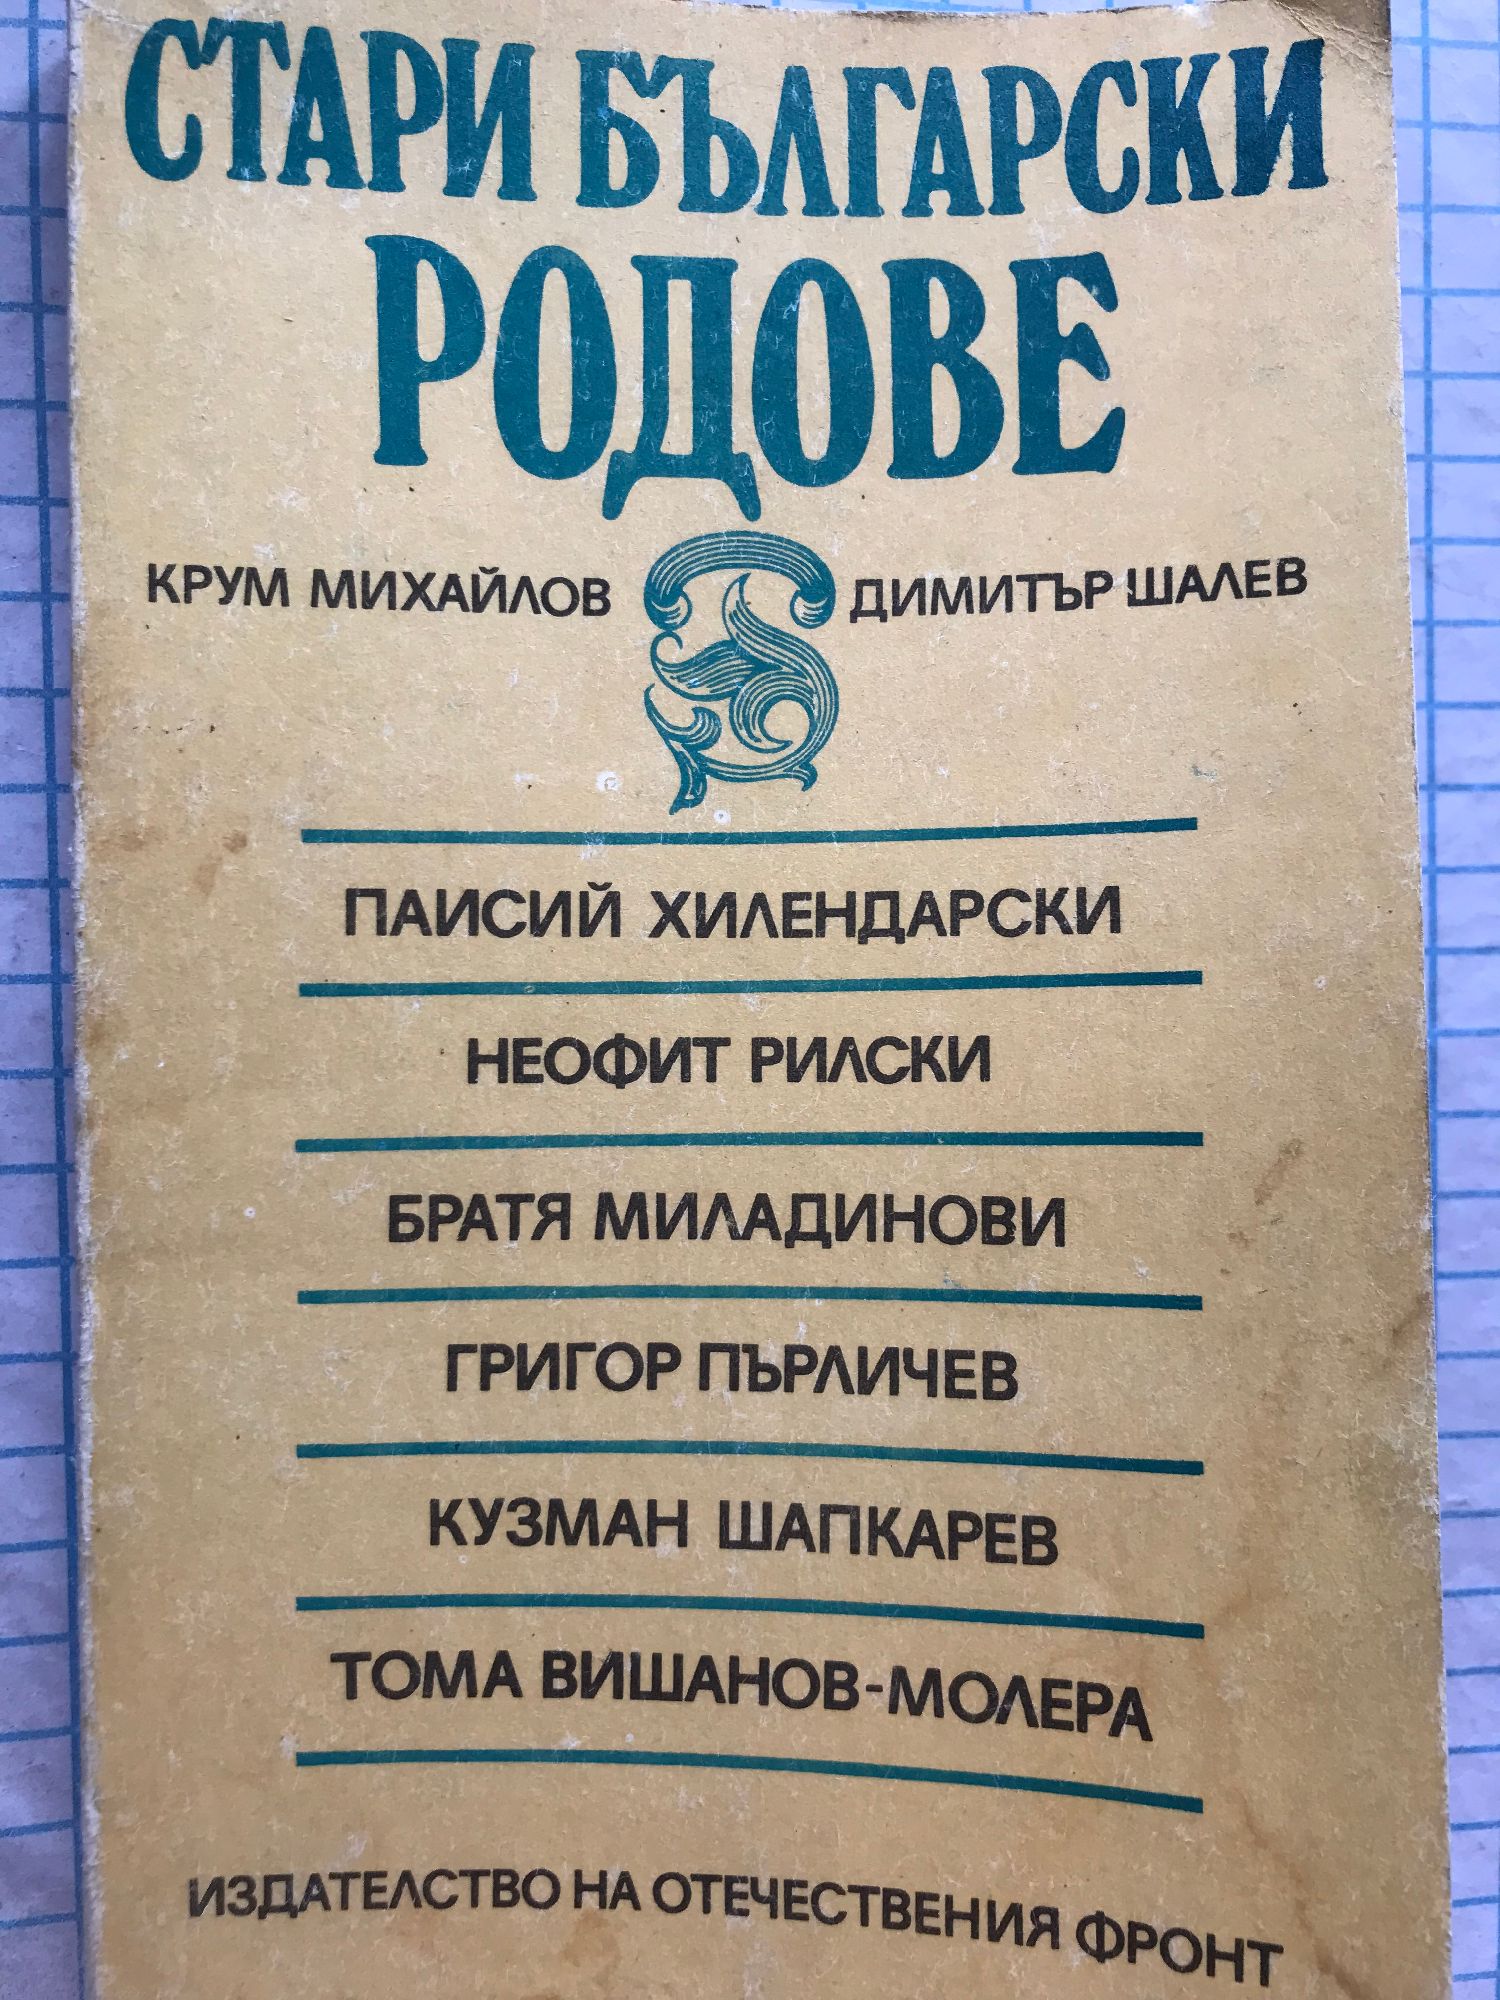 СТАРИ БЪЛГАРСКИ
РОДОВЕ
КРУМ МИХАЙЛОВ ДИМИТЪР ШАЛЕВ
ПАИСИЙ ХИЛЕНДАРСКИ
НЕОФИТ РИЛСКИ
БРАТЯ МИЛАДИНОВИ
ГРИГОР ПЪРЛИЧЕВ
КУЗМАН ШАПКАРЕВ
ТОМА ВИШАНОВ-МОЛЕРА
ИЗДАТЕЛСТВО НА ОТЕЧЕСТВЕНИЯ ФРОНТ